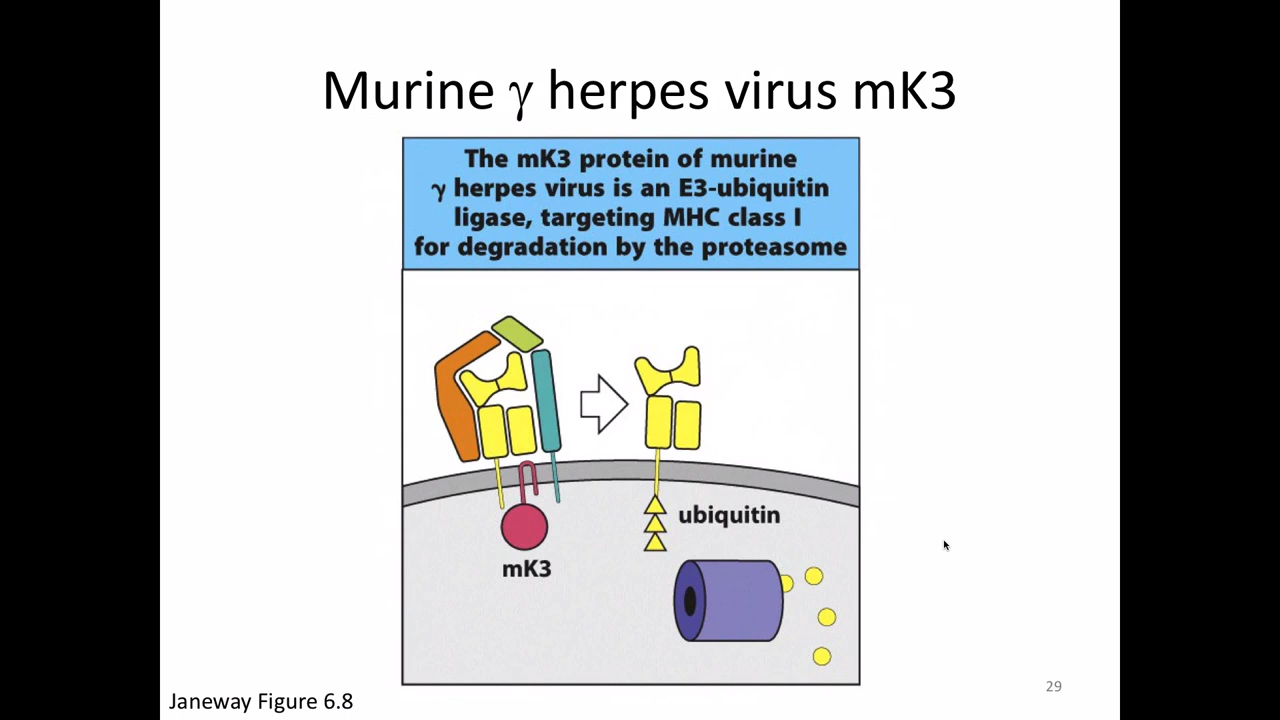 Murine γ herpes virus mK3
The mK3 protein of murine
γ herpes virus is an E3-ubiquitin
ligase, targeting MHC class I
for degradation by the proteasome
ubiquitin
mK3
29
Janeway Figure 6.8